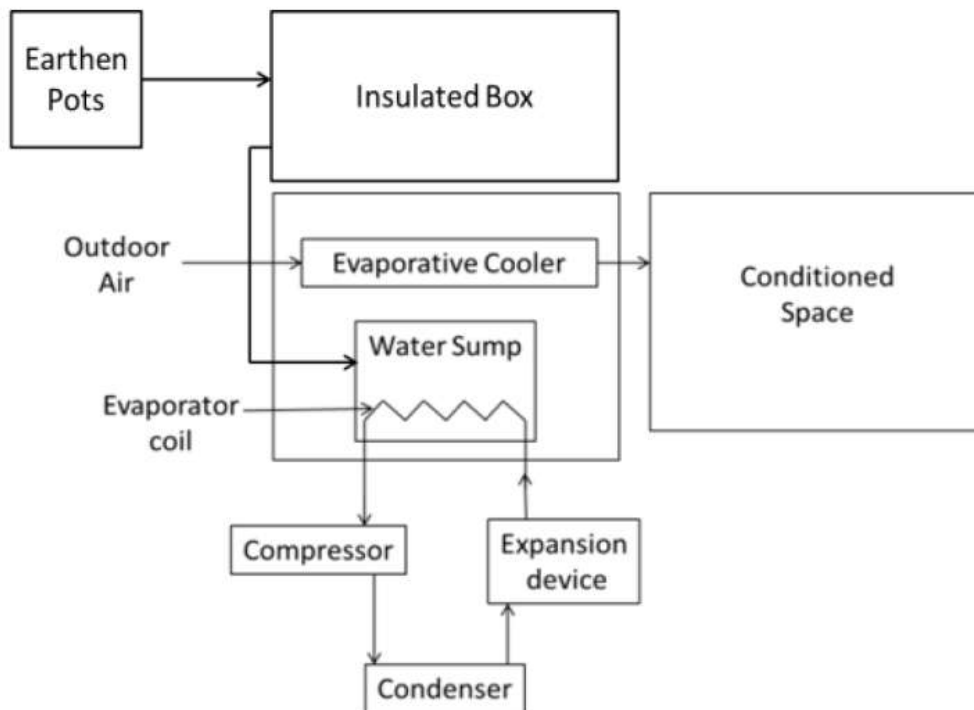 Earthen
Pots
Insulated Box
Outdoor
Air
Evaporative Cooler
Conditioned
Space
Water Sump
Evaporator
coil
Compressor
Expansion
device
Condenser